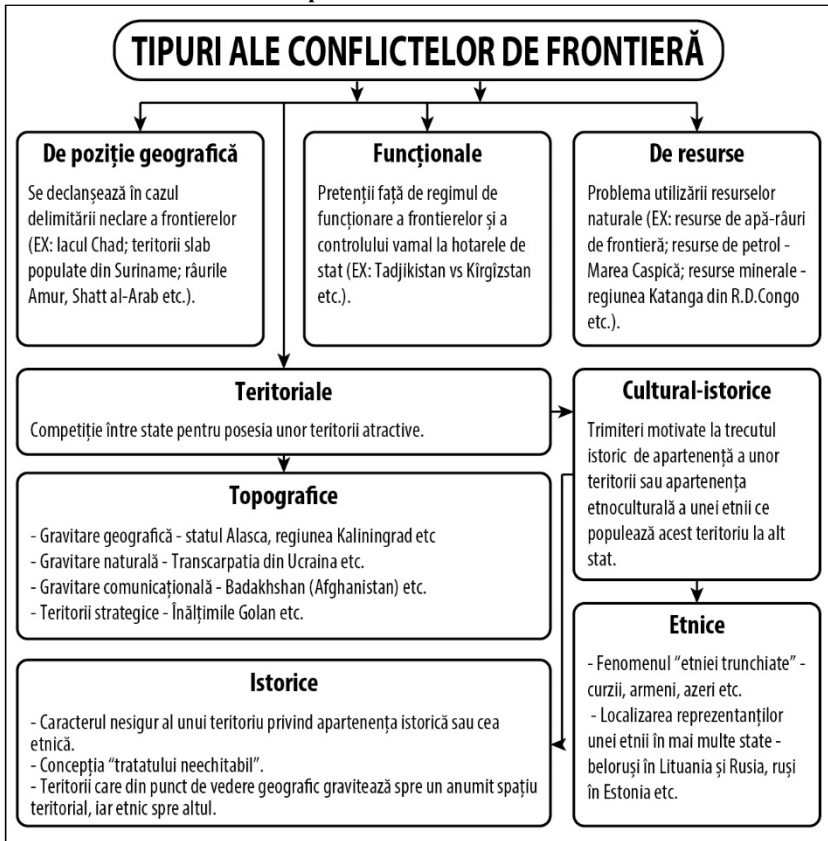 TIPURI ALE CONFLICTELOR DE FRONTIERĂ
De poziție geografică
Se declanșează în cazul
delimitării neclare a frontierelor
(EX: lacul Chad; teritorii slab
populate din Suriname; râurile
Amur, Shatt al-Arab etc.).
Funcționale
Pretenții față de regimul de
funcționare a frontierelor și a
controlului vamal la hotarele de
stat (EX: Tadjikistan vs Kîrgîzstan
etc.).
De resurse
Problema utilizării resurselor
naturale (EX: resurse de apă-râuri
de frontieră; resurse de petrol -
Marea Caspică; resurse minerale -
regiunea Katanga din R.D.Congo
etc.).
Teritoriale
Competiție între state pentru posesia unor teritorii atractive.
Cultural-istorice
Trimiteri motivate la trecutul
istoric de apartenență a unor
teritorii sau apartenența
etnoculturală a unei etnii ce
populează acest teritoriu la alt
stat.
Topografice
- Gravitare geografică - statul Alasca, regiunea Kaliningrad etc
- Gravitare naturală - Transcarpatia din Ucraina etc.
- Gravitare comunicațională - Badakhshan (Afghanistan) etc.
- Teritorii strategice - Înălțimile Golan etc.
Etnice
- Fenomenul "etniei trunchiate" -
curzii, armeni, azeri etc.
- Localizarea reprezentanților
unei etnii în mai multe state -
beloruși în Lituania și Rusia, ruși
în Estonia etc.
Istorice
- Caracterul nesigur al unui teritoriu privind apartenența istorică sau cea
etnică.
- Concepția "tratatului neechitabil".
- Teritorii care din punct de vedere geografic gravitează spre un anumit spațiu
teritorial, iar etnic spre altul.